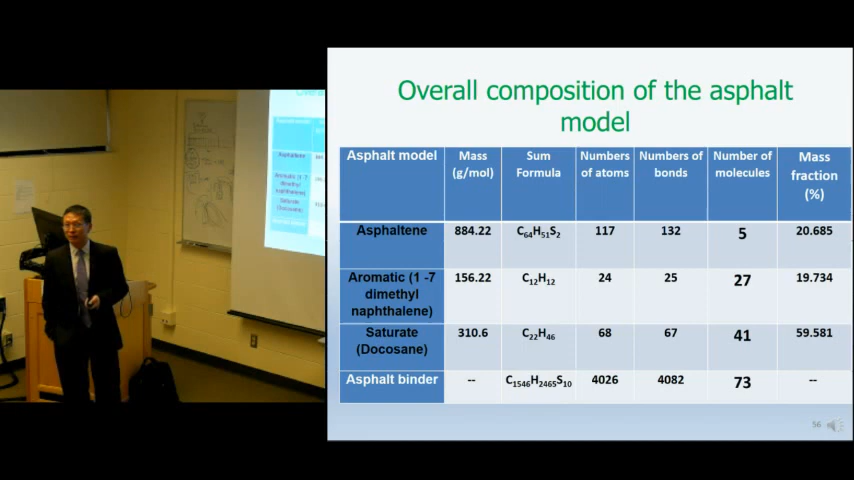 Overall composition of the asphalt
model
Asphalt model Mass (g/mol) Sum Formula Numbers of atoms Numbers of bonds Number of molecules Mass fraction (%)
Asphaltene 884.22 C64H51S2 117 132 5 20.685
Aromatic (1 -7 dimethyl naphthalene) 156.22 C12H12 24 25 27 19.734
Saturate (Docosane) 310.6 C22H46 68 67 41 59.581
Asphalt binder -- C1546H2465S10 4026 4082 73 --
56